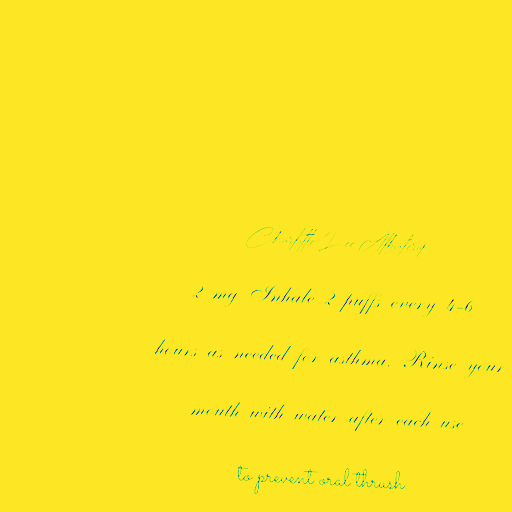 2 mg Inhale 2 puffs every 4-6
hours as needed for asthma. Rinse your
mouth with water after each use
to prevent oral thrush